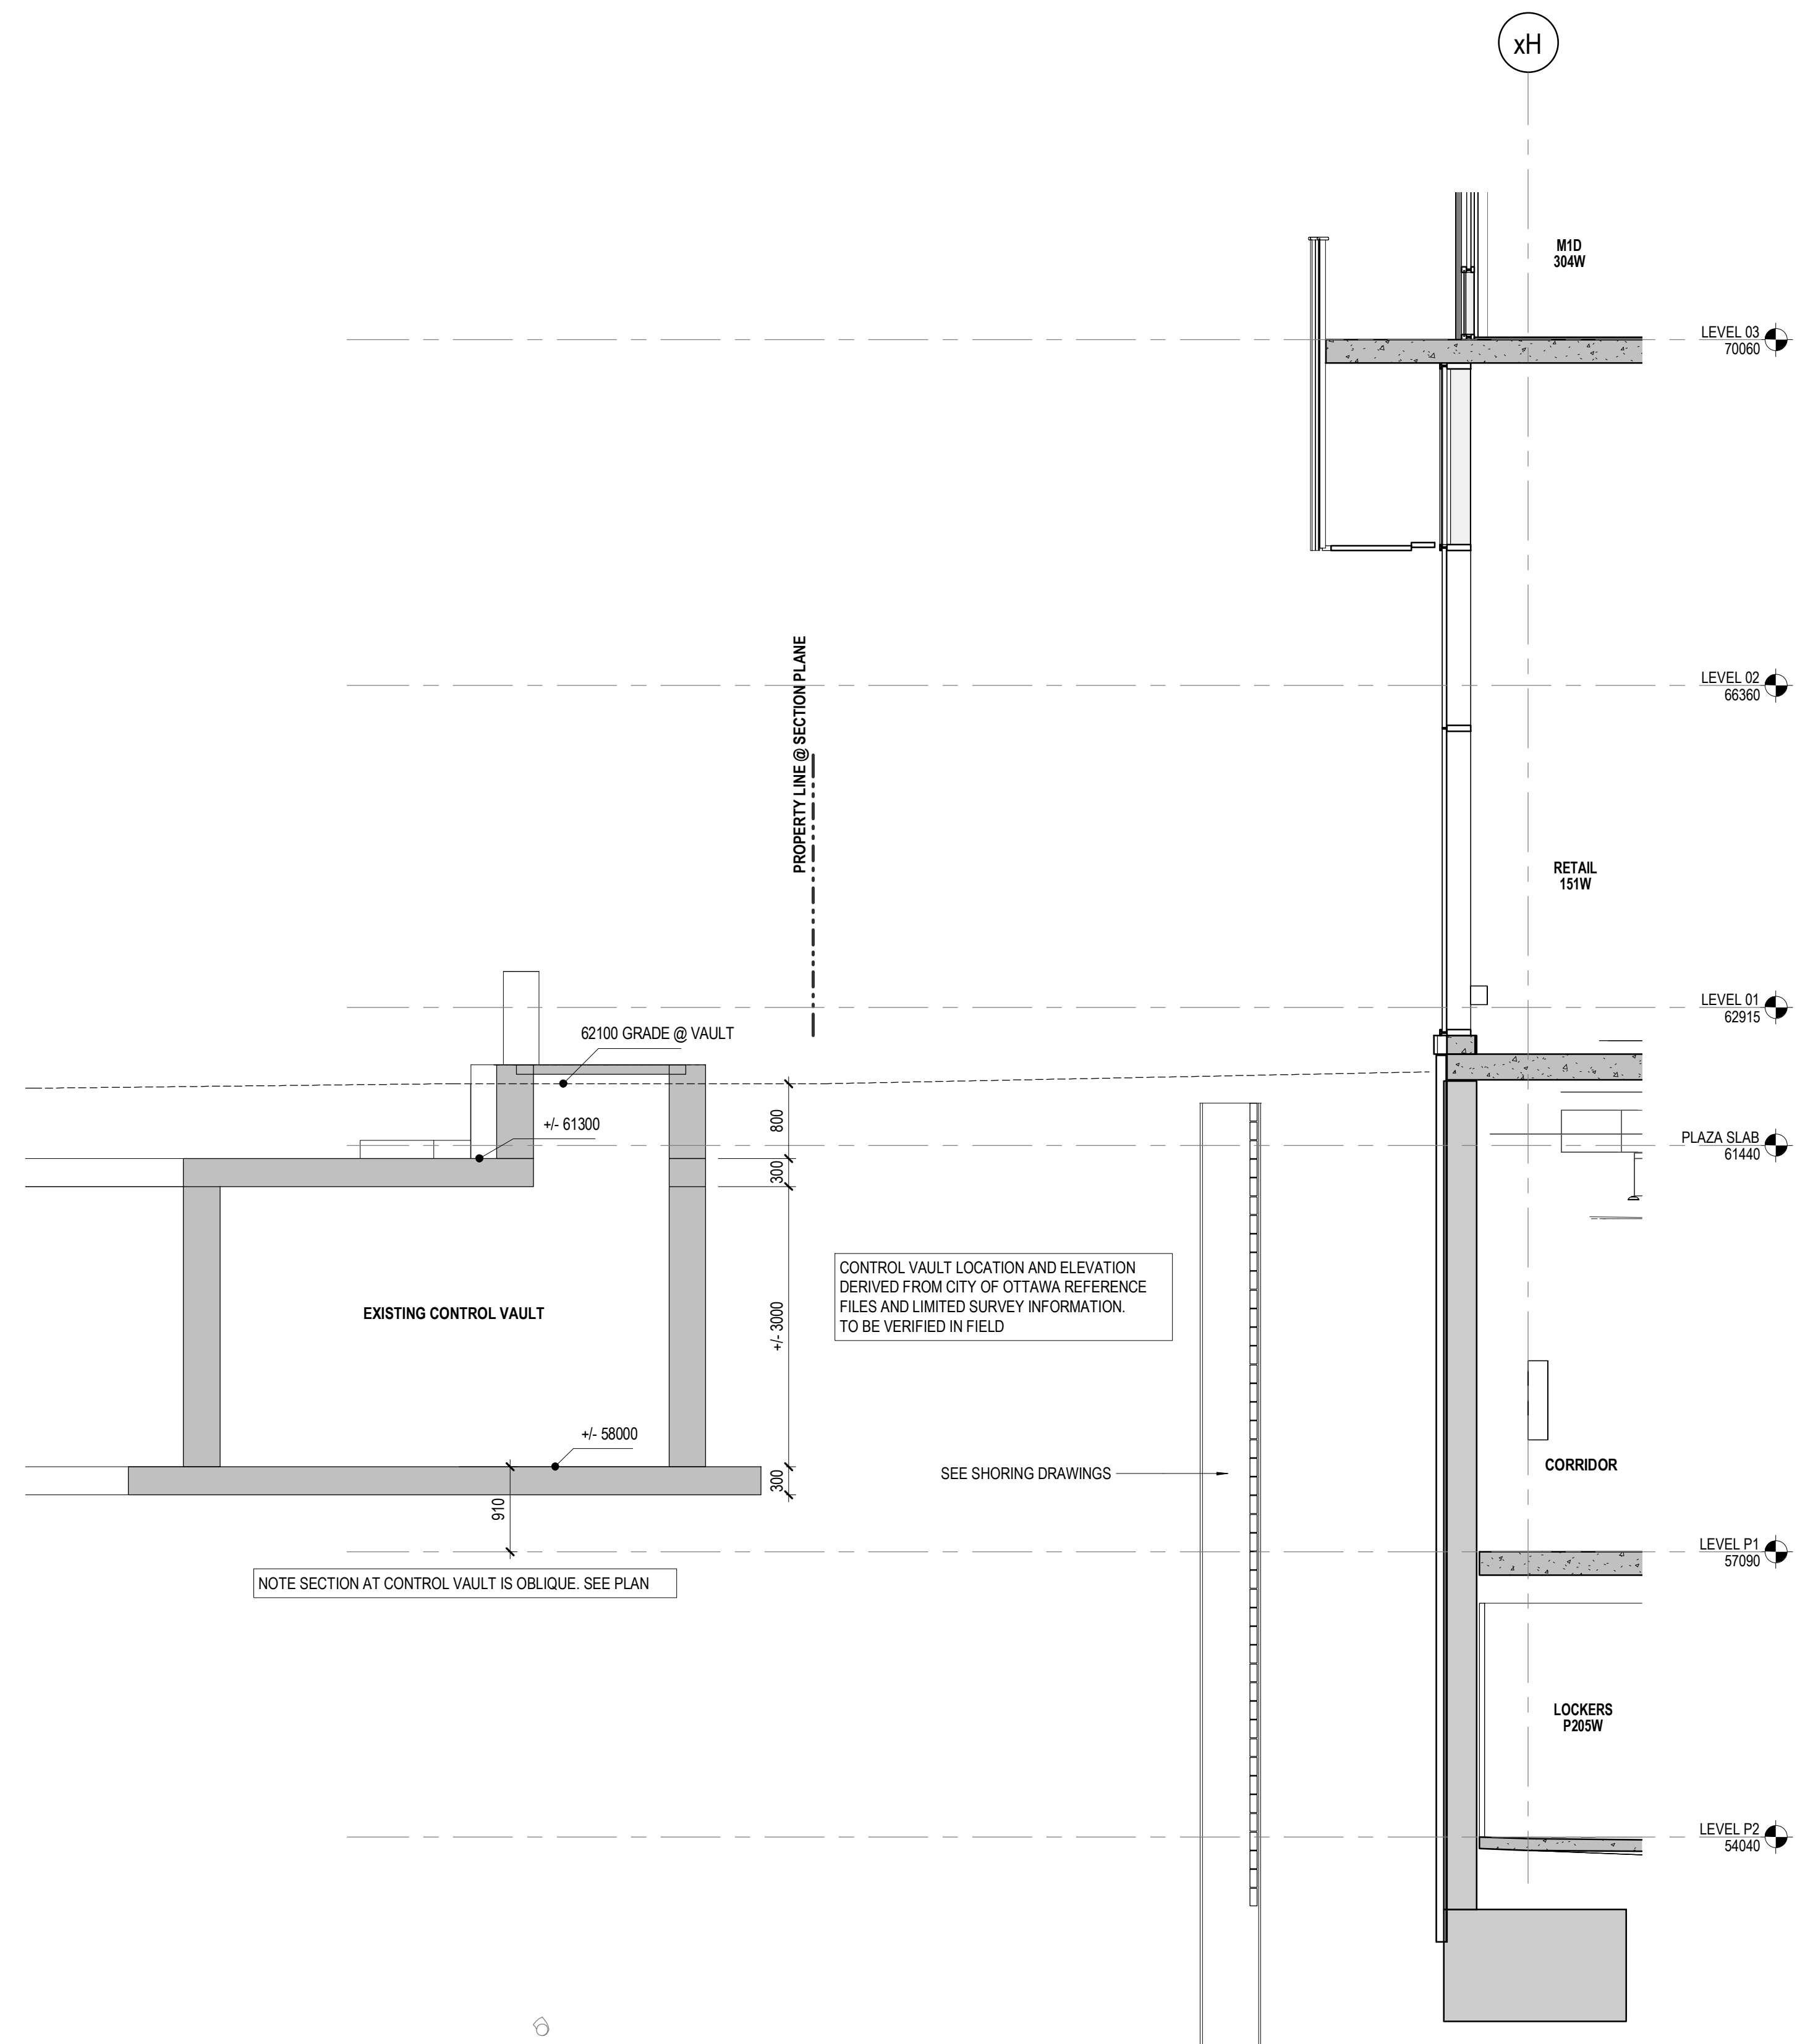 xH
M1D
304W
LEVEL 03
70060
PROPERTY LINE @ SECTION PLANE
LEVEL 02
66360
RETAIL
151W
LEVEL 01
62915
62100 GRADE @ VAULT
800
+/- 61300
PLAZA SLAB
61440
300
CONTROL VAULT LOCATION AND ELEVATION
DERIVED FROM CITY OF OTTAWA REFERENCE
FILES AND LIMITED SURVEY INFORMATION.
TO BE VERIFIED IN FIELD
EXISTING CONTROL VAULT
+/- 3000
+/- 58000
SEE SHORING DRAWINGS
CORRIDOR
300
910
LEVEL P1
57090
NOTE SECTION AT CONTROL VAULT IS OBLIQUE. SEE PLAN
LOCKERS
P205W
LEVEL P2
54040